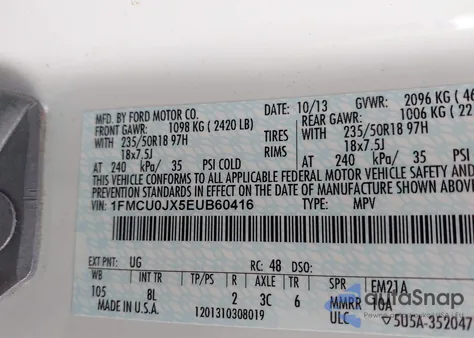 MFD. BY FORD MOTOR CO. 10/13 GVWR: 2096 KG ( 46
FRONT GAWR: 1098 KG ( 2420 LB) REAR GAWR: 1006 KG ( 22
WITH 235/50R18 97H TIRES WITH 235/50R18 97H
18x7.5J RIMS 18x7.5J
AT 240 kPa/ 35 PSI COLD AT 240 kPa/ 35 PSI
THIS VEHICLE CONFORMS TO ALL APPLICABLE FEDERAL MOTOR VEHICLE SAFETY
PREVENTION STANDARDS IN EFFECT ON THE DATE OF MANUFACTURE SHOWN ABOV
VIN: 1FMCU0JX5EUB60416 TYPE: MPV
EXT PNT: UG RC: 48 DSO:
WB INT TR TP/PS R AXLE TR SPR EM21A
105 8L 2 3C 6 MMRR 10A
MADE IN U.S.A. 1201310308019 ULC 5U5A-352047
autoSnap